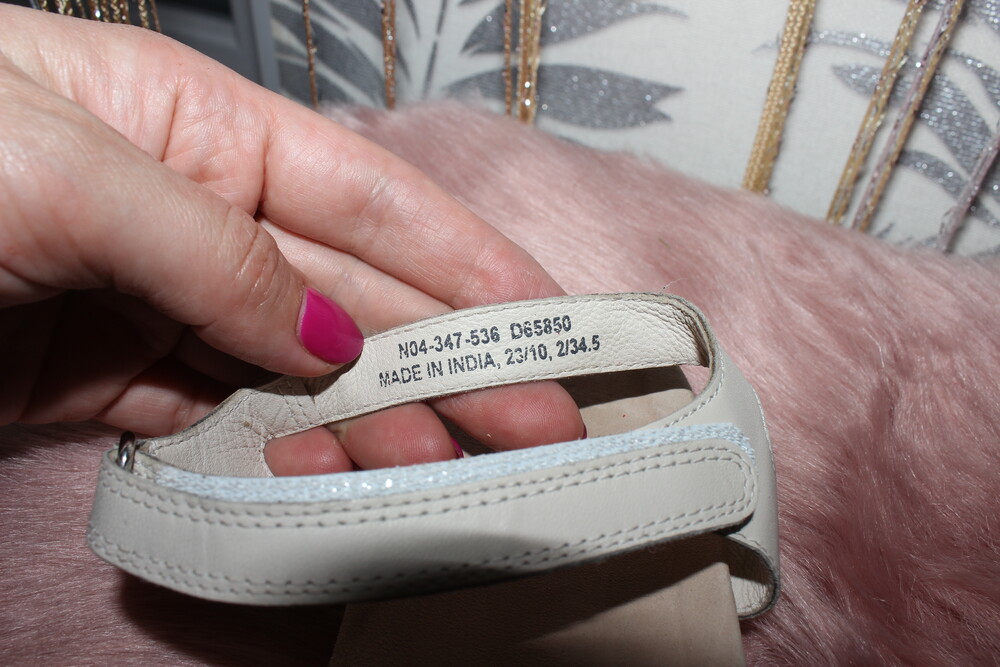 N04-347-536 D65850
MADE IN INDIA, 23/10, 2/34.5